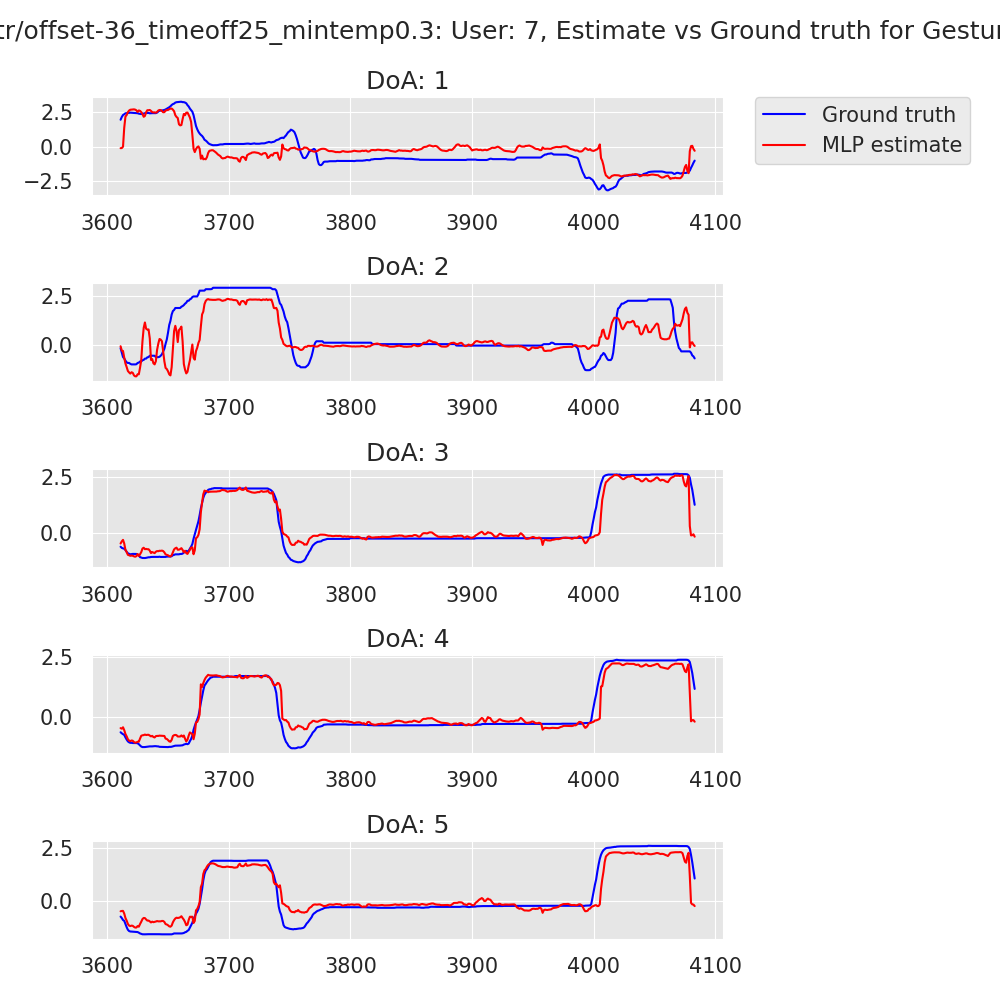 tr/offset-36_timeoff25_mintemp0.3: User: 7, Estimate vs Ground truth for Gestur
DoA: 1
2.5
0.0
−2.5
3600 3700 3800 3900 4000 4100
Ground truth
MLP estimate
DoA: 2
2.5
0.0
3600 3700 3800 3900 4000 4100
DoA: 3
2.5
0.0
3600 3700 3800 3900 4000 4100
DoA: 4
2.5
0.0
3600 3700 3800 3900 4000 4100
DoA: 5
2.5
0.0
3600 3700 3800 3900 4000 4100